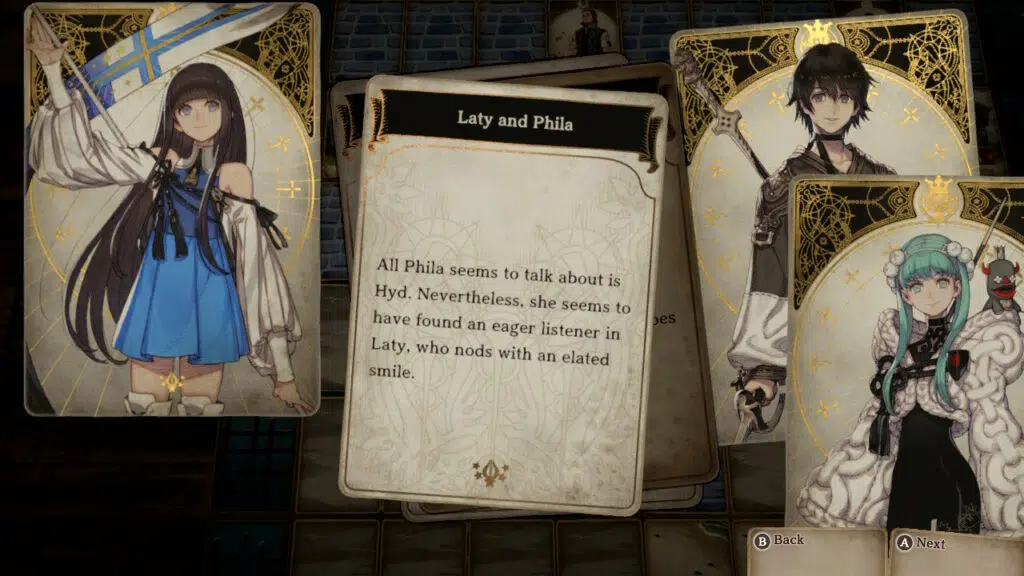 Laty and Phila
All Phila seems to talk about is
Hyd. Nevertheless, she seems to
have found an eager listener in
Laty, who nods with an elated
smile.
B Back
A Next